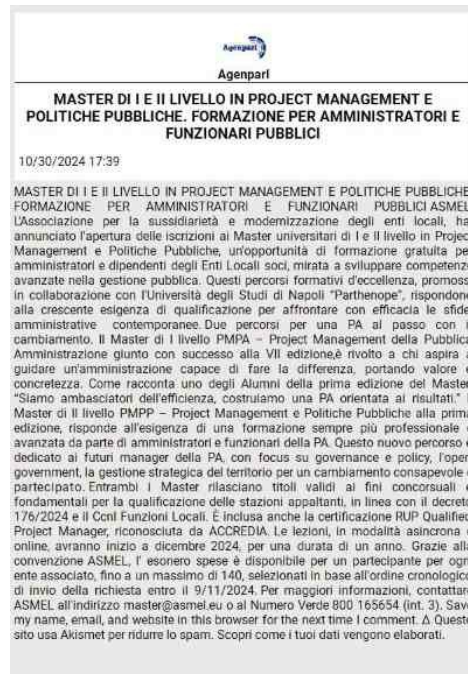 Agenparl
Agenparl
MASTER DI I E II LIVELLO IN PROJECT MANAGEMENT E
POLITICHE PUBBLICHE. FORMAZIONE PER AMMINISTRATORI E
FUNZIONARI PUBBLICI
10/30/2024 17:39
MASTER DI I E II LIVELLO IN PROJECT MANAGEMENT E POLITICHE PUBBLICHE.
FORMAZIONE PER AMMINISTRATORI E FUNZIONARI PUBBLICI ASMEL,
L'Associazione per la sussidiarietà e modernizzazione degli enti locali, ha
annunciato l'apertura delle iscrizioni ai Master universitari di I e II livello in
Management e Politiche Pubbliche, un'opportunità di formazione gratuita per
amministratori e dipendenti degli Enti Locali soci, mirata a sviluppare
avanzate nella gestione pubblica. Questi percorsi formativi d'eccellenza,
in collaborazione con l'Università degli Studi di Napoli "Parthenope", rispondono
alla crescente esigenza di qualificazione per affrontare con efficacia le sfide
amministrative contemporanee. Due percorsi per una PA al passo con
cambiamento. Il Master di I livello PMPA – Project Management della Pubblica
Amministrazione giunto con successo alla VII edizione,è rivolto a chi aspira
guidare un'amministrazione capace di fare la differenza, portando valore
concretezza. Come racconta uno degli Alumni della prima edizione del Master:
"Siamo ambasciatori dell'efficienza, costruiamo una PA orientata ai risultati."
Master di II livello PMPP – Project Management e Politiche Pubbliche alla prima
edizione, risponde all'esigenza di una formazione sempre più professionale
avanzata da parte di amministratori e funzionari della PA. Questo nuovo percorso
dedicato ai futuri manager della PA, con focus su governance e policy, l'open
government, la gestione strategica del territorio per un cambiamento consapevole
partecipato. Entrambi i Master rilasciano titoli validi ai fini concorsuali
fondamentali per la qualificazione delle stazioni appaltanti, in linea con il decreto
176/2024 e il Ccnl Funzioni Locali. È inclusa anche la certificazione RUP Qualified
Project Manager, riconosciuta da ACCREDIA. Le lezioni, in modalità asincrona
online, avranno inizio a dicembre 2024, per una durata di un anno. Grazie alla
convenzione ASMEL, l' esonero spese è disponibile per un partecipante per ogni
ente associato, fino a un massimo di 140, selezionati in base all'ordine cronologico
di invio della richiesta entro il 9/11/2024. Per maggiori informazioni, contattare
ASMEL all'indirizzo master@asmel.eu o al Numero Verde 800 165654 (int. 3). Save
my name, email, and website in this browser for the next time I comment. Δ Questo
sito usa Akismet per ridurre lo spam. Scopri come i tuoi dati vengono elaborati.